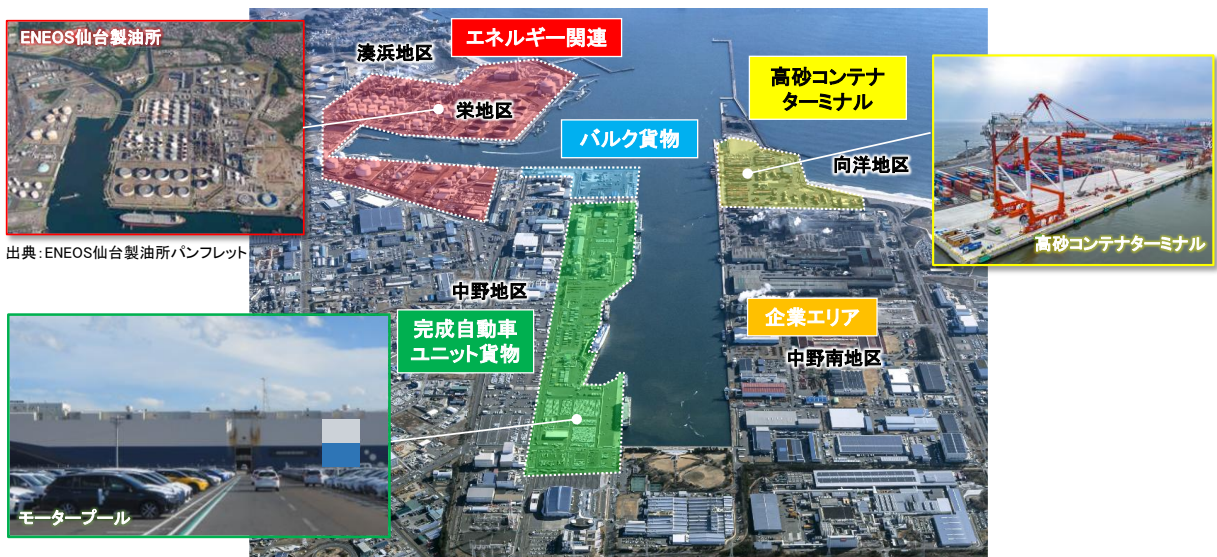 ENEOS仙台製油所
出典：ENEOS仙台製油所パンフレット
湊浜地区
エネルギー関連
栄地区
バルク貨物
高砂コンテナ
ターミナル
向洋地区
高砂コンテナターミナル
中野地区
完成自動車
ユニット貨物
企業エリア
中野南地区
モータープール